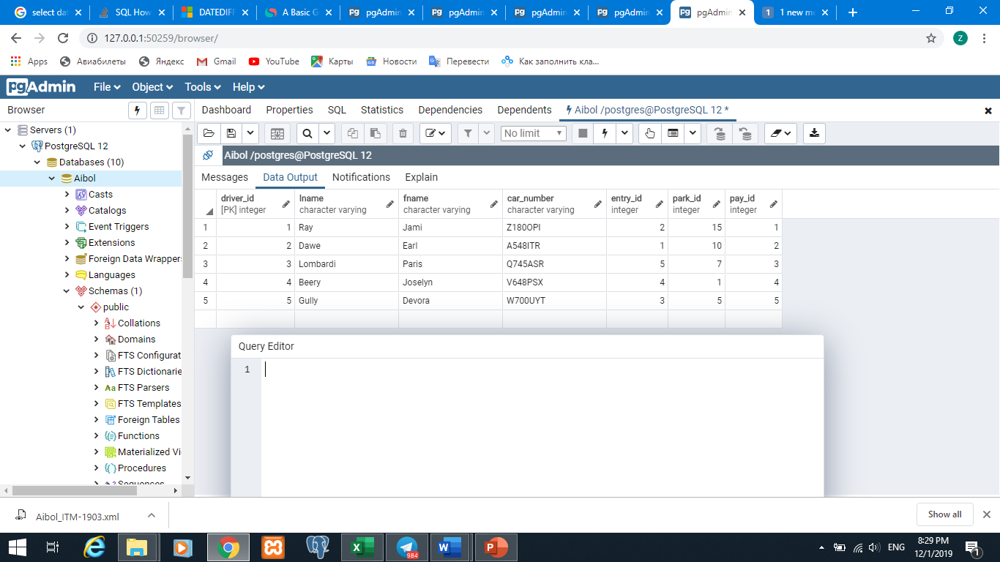 select dat
SQL How
DATEDIFF
A Basic G
pgAdmin
pgAdmin
pgAdmin
pgAdmin
pgAdmin
1 1 new me
127.0.0.1:50259/browser/
Z
Apps Авиабилеты Яндекс Gmail YouTube Карты Новости Перевести Как заполнить кла...
pgAdmin File Object Tools Help
Browser
Dashboard Properties SQL Statistics Dependencies Dependents Aibol /postgres@PostgreSQL 12 *
No limit
Aibol /postgres@PostgreSQL 12
Servers (1)
PostgreSQL 12
Databases (10)
Aibol
Casts
Catalogs
Event Triggers
Extensions
Foreign Data Wrapper
Languages
Schemas (1)
public
Collations
Domains
FTS Configurat
FTS Dictionarie
FTS Parsers
FTS Templates
Foreign Tables
Functions
Materialized Vi
Procedures
Sequences
Messages Data Output Notifications Explain
driver_id lname fname car_number entry_id park_id pay_id
[PK] integer character varying character varying character varying integer integer integer
1 1 Ray Jami Z180OPI 2 15 1
2 2 Dawe Earl A548ITR 1 10 2
3 3 Lombardi Paris Q745ASR 5 7 3
4 4 Beery Joselyn V648PSX 4 1 4
5 5 Gully Devora W700UYT 3 5 5
Query Editor
1
Aibol_ITM-1903.xml
Show all
984
ENG
8:29 PM
12/1/2019
1